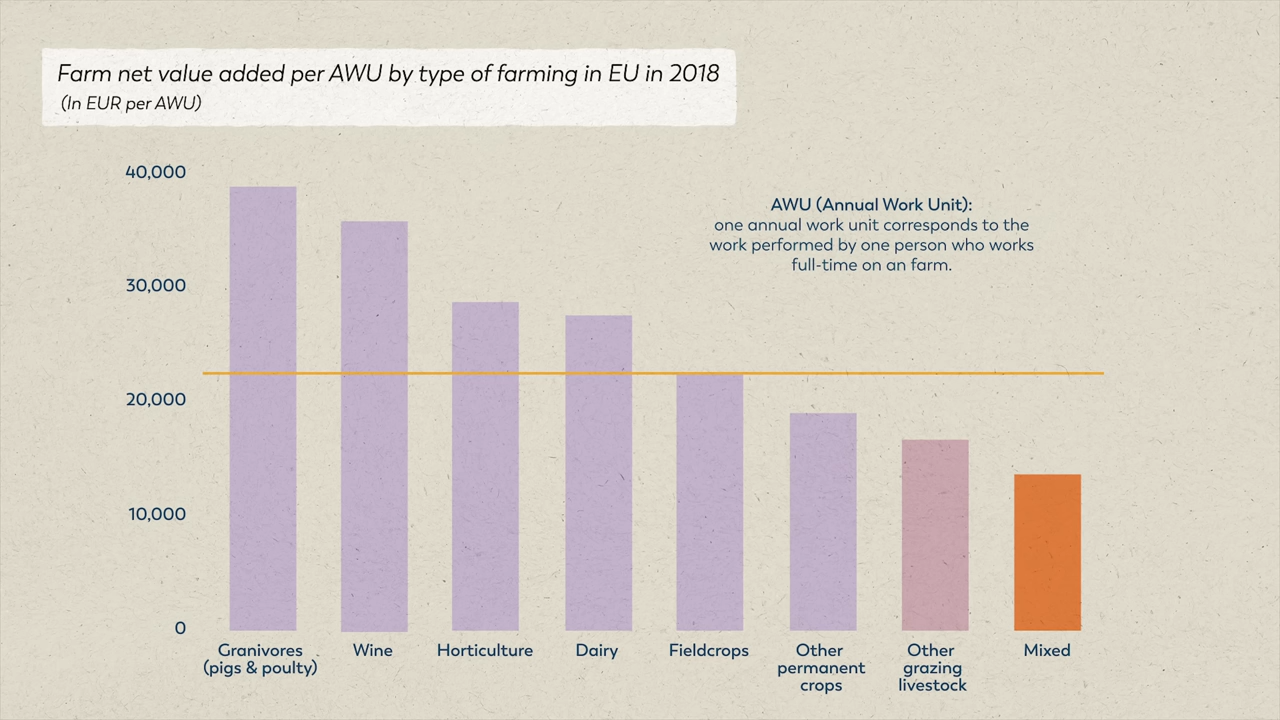 Farm net value added per AWU by type of farming in EU in 2018
(In EUR per AWU)
40,000
30,000
20,000
10,000
0
AWU (Annual Work Unit):
one annual work unit corresponds to the
work performed by one person who works
full-time on an farm.
Granivores
(pigs & poulty)
Wine
Horticulture
Dairy
Fieldcrops
Other
permanent
crops
Other
grazing
livestock
Mixed